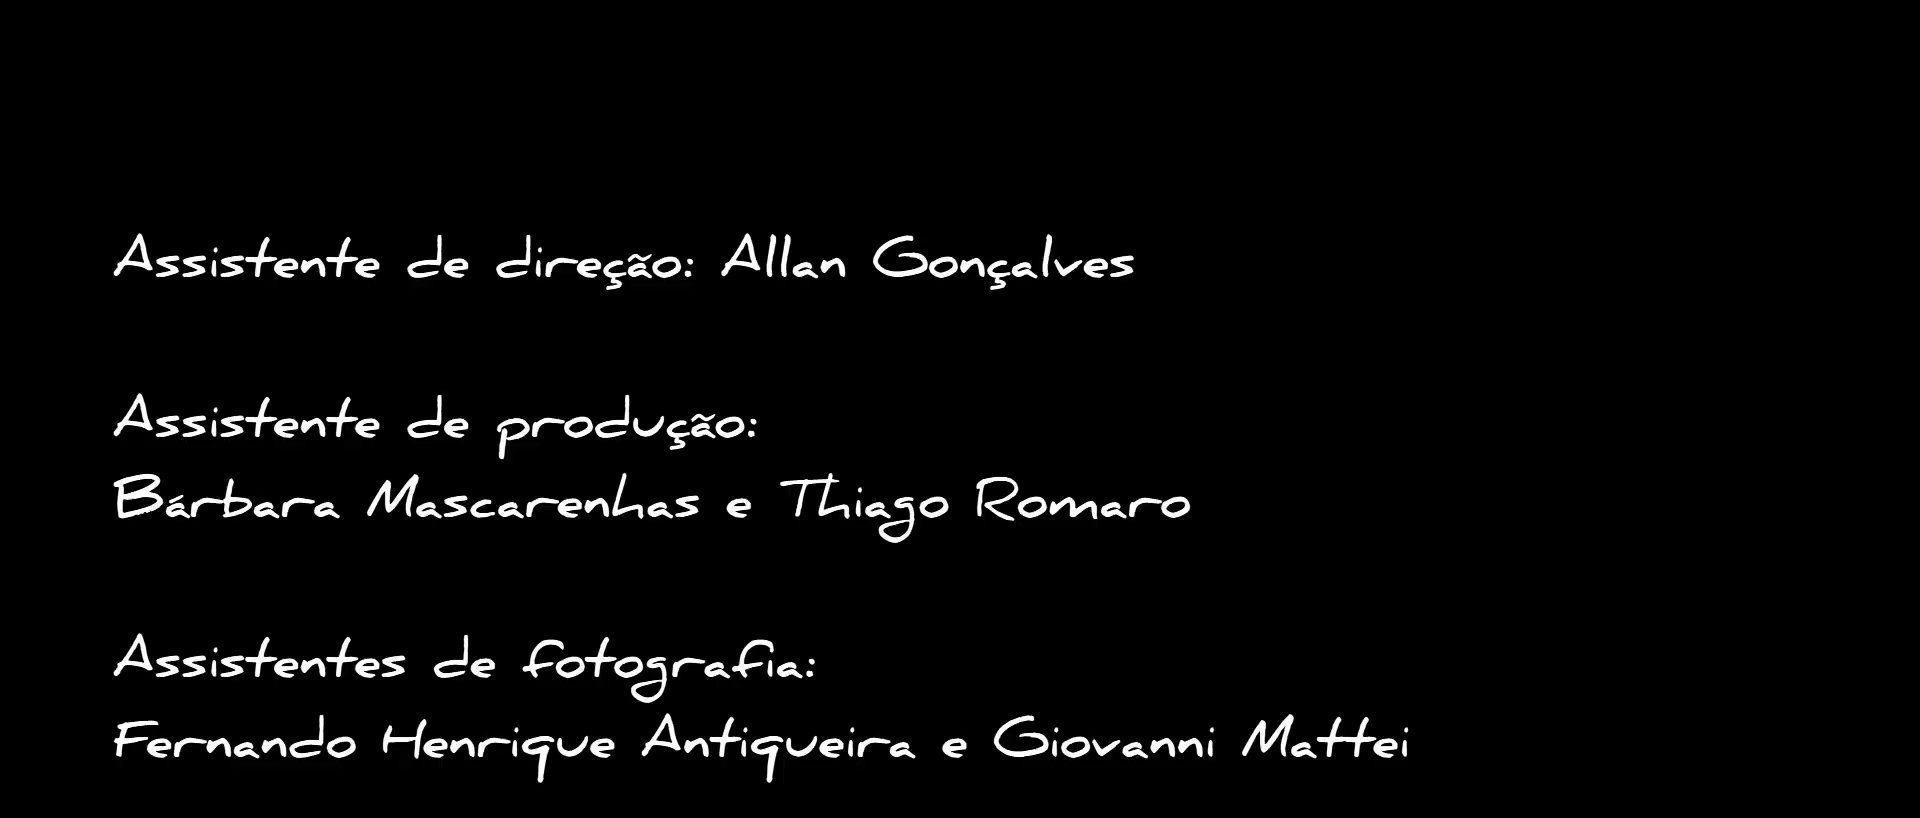 Assistente de direção: Allan Gonçalves
Assistente de produção:
Bárbara Mascarenhas e Thiago Romaro
Assistentes de fotografia:
Fernando Henrique Antiqueira e Giovanni Mattei